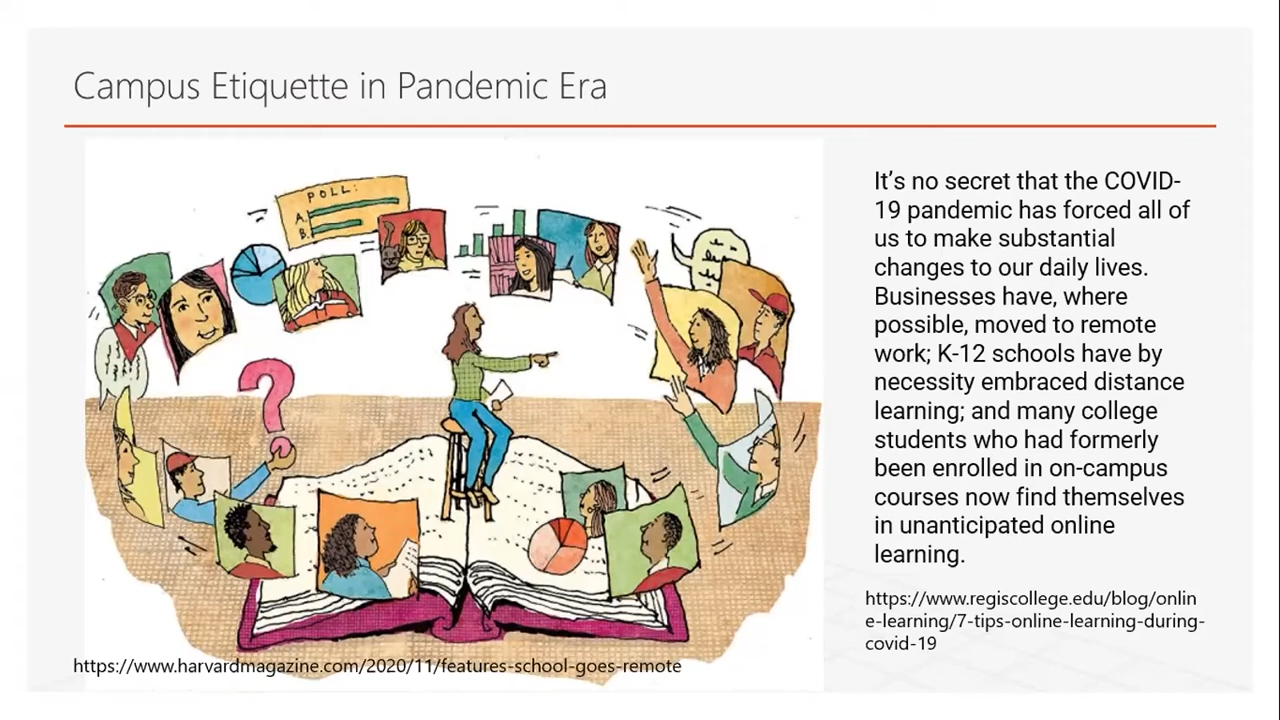 Campus Etiquette in Pandemic Era
POLL:
A.
B.
It’s no secret that the COVID-
19 pandemic has forced all of
us to make substantial
changes to our daily lives.
Businesses have, where
possible, moved to remote
work; K-12 schools have by
necessity embraced distance
learning; and many college
students who had formerly
been enrolled in on-campus
courses now find themselves
in unanticipated online
learning.
https://www.regiscollege.edu/blog/onlin
e-learning/7-tips-online-learning-during-
covid-19
https://www.harvardmagazine.com/2020/11/features-school-goes-remote